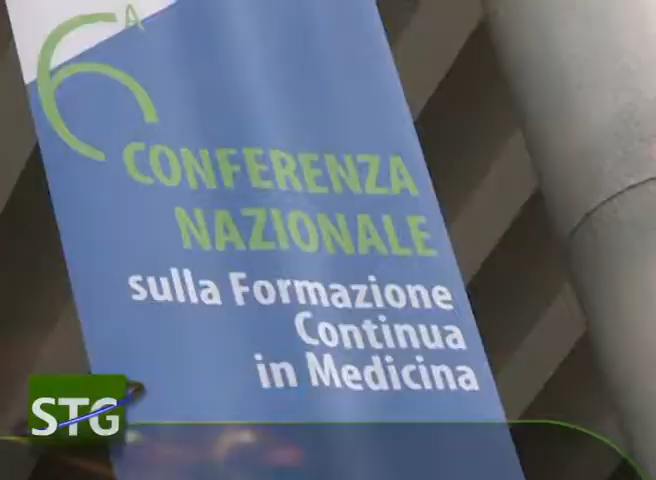 6A
CONFERENZA
NAZIONALE
sulla Formazione
Continua
in Medicina
STG